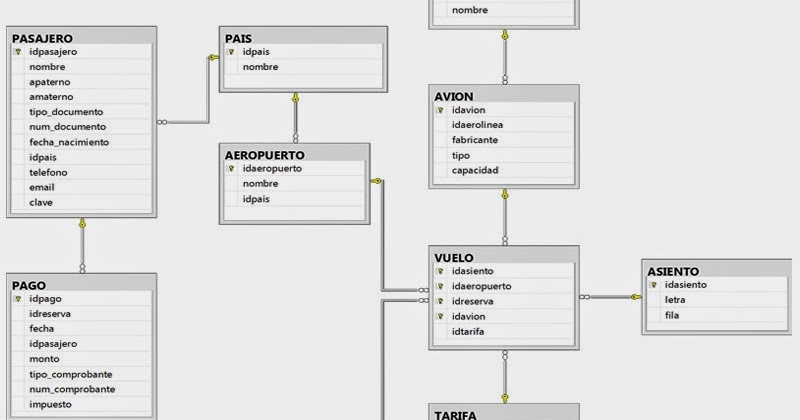 nombre
PASAJERO
idpasajero
nombre
apaterno
amaterno
tipo_documento
num_documento
fecha_nacimiento
idpais
telefono
email
clave
PAIS
idpais
nombre
AVION
idavion
idaerolinea
fabricante
tipo
capacidad
AEROPUERTO
idaeropuerto
nombre
idpais
VUELO
idasiento
idaeropuerto
idreserva
idavion
idtarifa
ASIENTO
idasiento
letra
fila
PAGO
idpago
idreserva
fecha
idpasajero
monto
tipo_comprobante
num_comprobante
impuesto
TARIFA